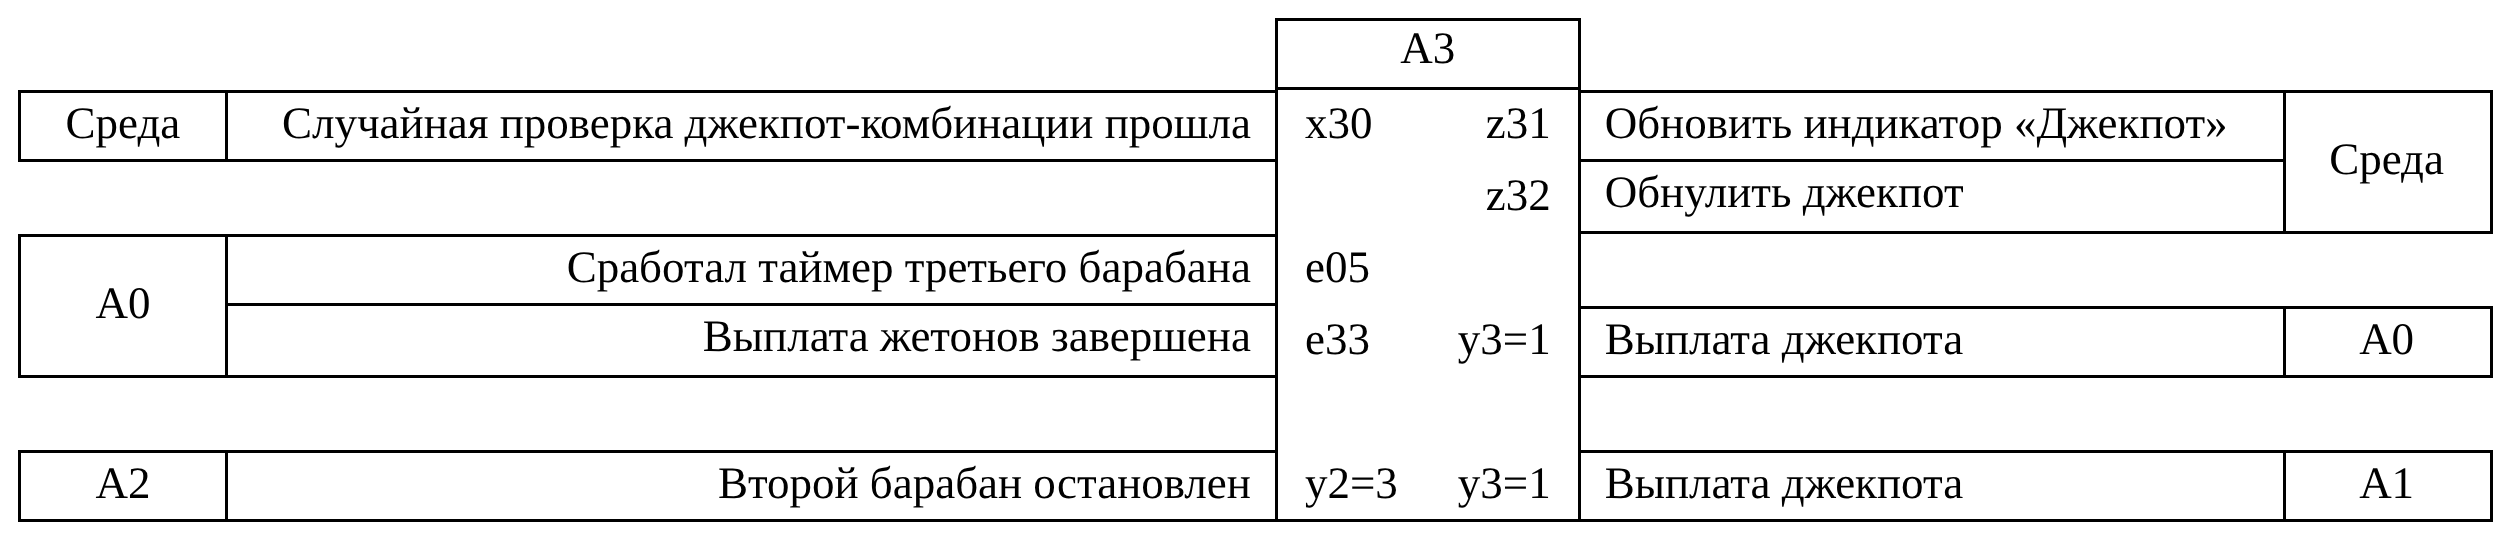 A3
Среда Случайная проверка джекпот-комбинации прошла x30 z31 Обновить индикатор «Джекпот» Среда
z32 Обнулить джекпот
A0 Сработал таймер третьего барабана e05
Выплата жетонов завершена e33 y3=1 Выплата джекпота A0
A2 Второй барабан остановлен y2=3 y3=1 Выплата джекпота A1